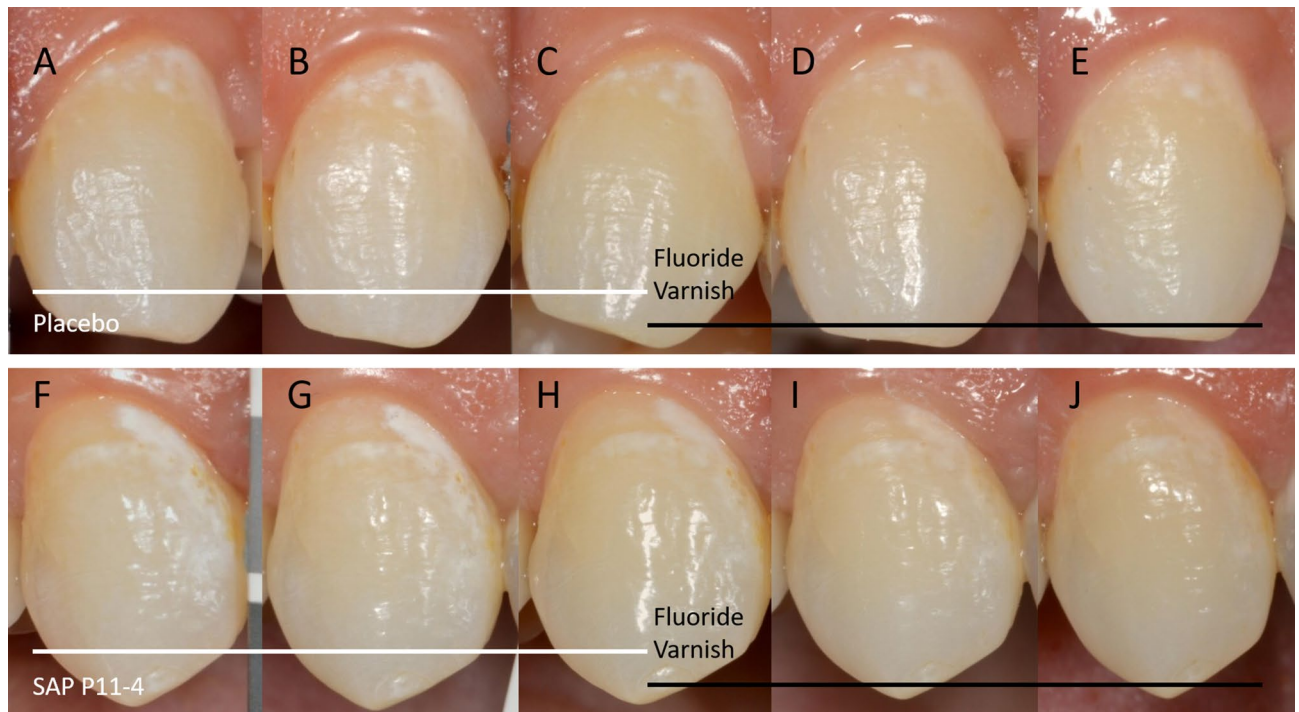 A B C D E
Fluoride
Varnish
Placebo
F G H I J
Fluoride
Varnish
SAP P11-4